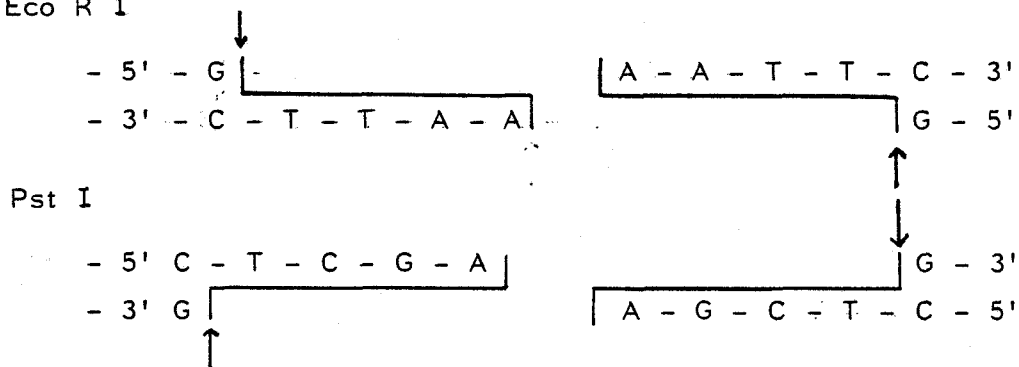 Eco R I
- 5' - G - A - A - T - T - C - 3'
- 3' - C - T - T - A - A G - 5'
Pst I
- 5' C - T - C - G - A G - 3'
- 3' G A - G - C - T - C - 5'